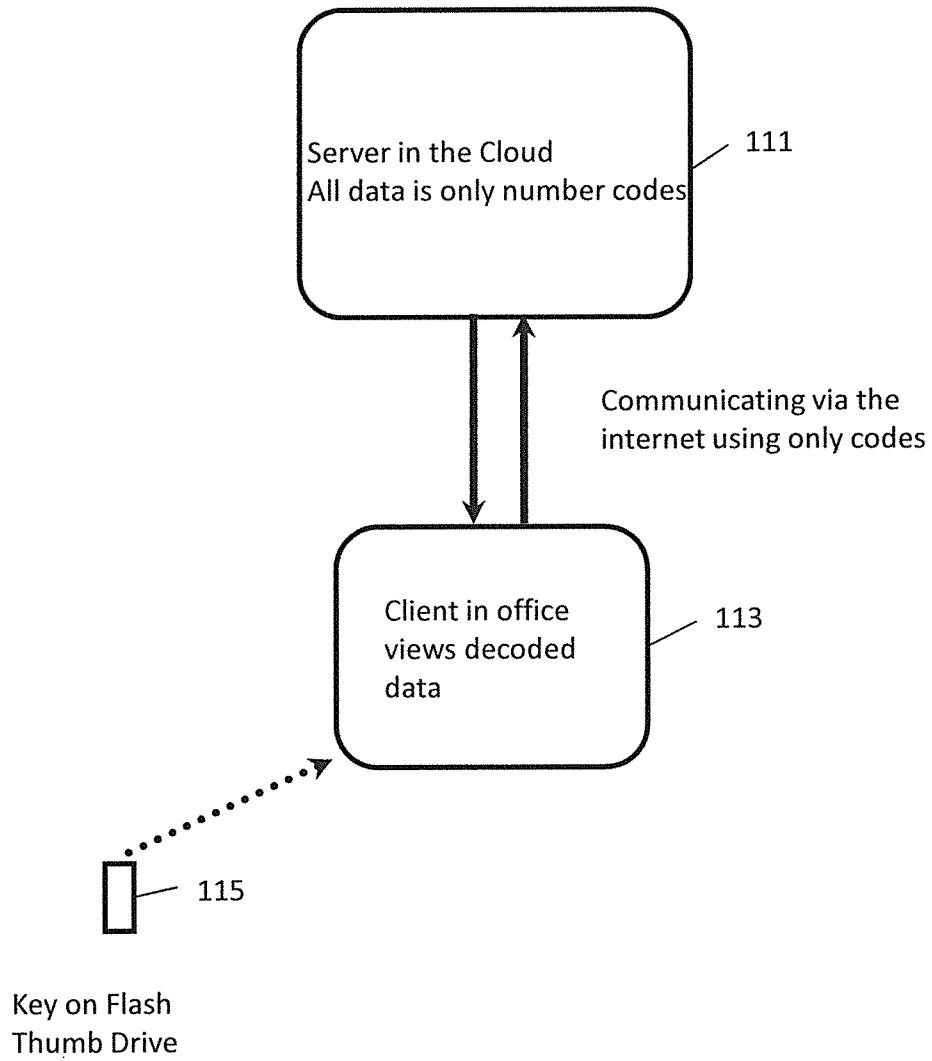 Server in the Cloud
All data is only number codes
111
Communicating via the
internet using only codes
Client in office
views decoded
data
113
115
Key on Flash
Thumb Drive